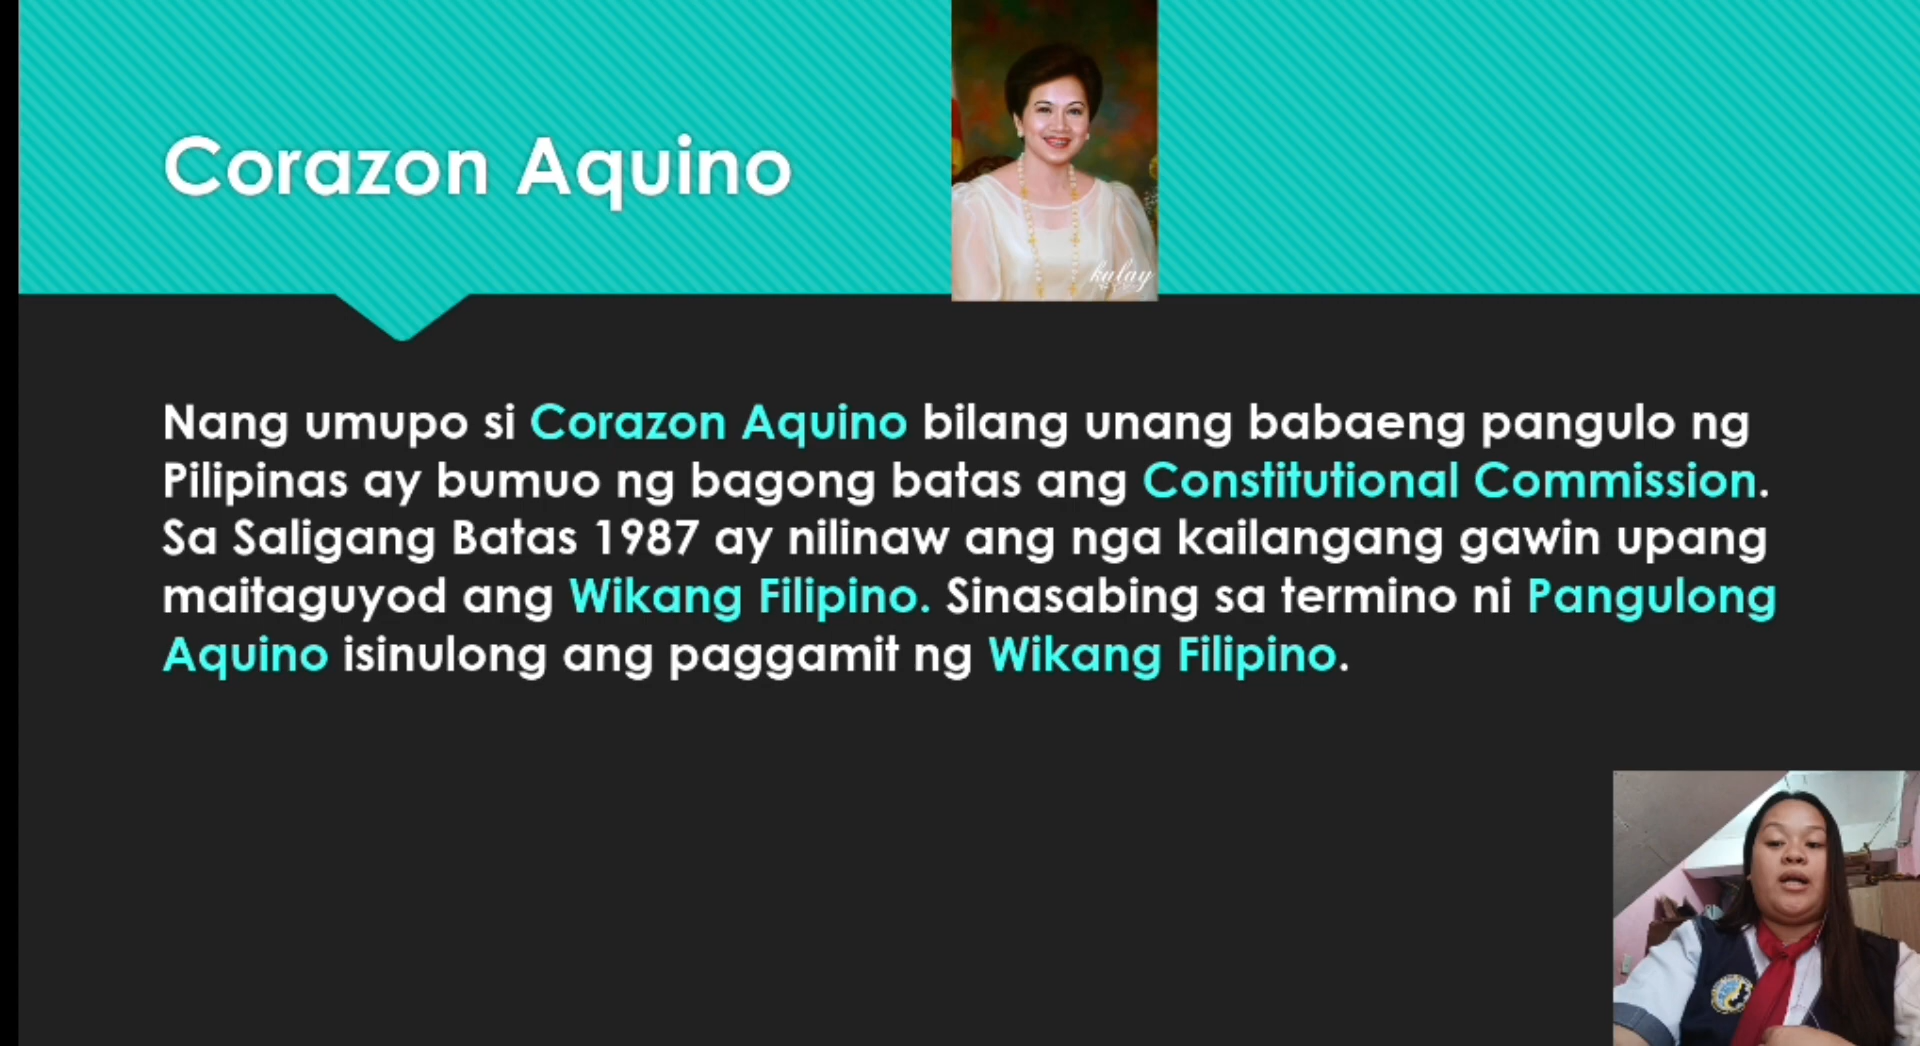 Corazon Aquino
kulay
Nang umupo si Corazon Aquino bilang unang babaeng pangulo ng
Pilipinas ay bumuo ng bagong batas ang Constitutional Commission.
Sa Saligang Batas 1987 ay nilinaw ang nga kailangang gawin upang
maitaguyod ang Wikang Filipino. Sinasabing sa termino ni Pangulong
Aquino isinulong ang paggamit ng Wikang Filipino.